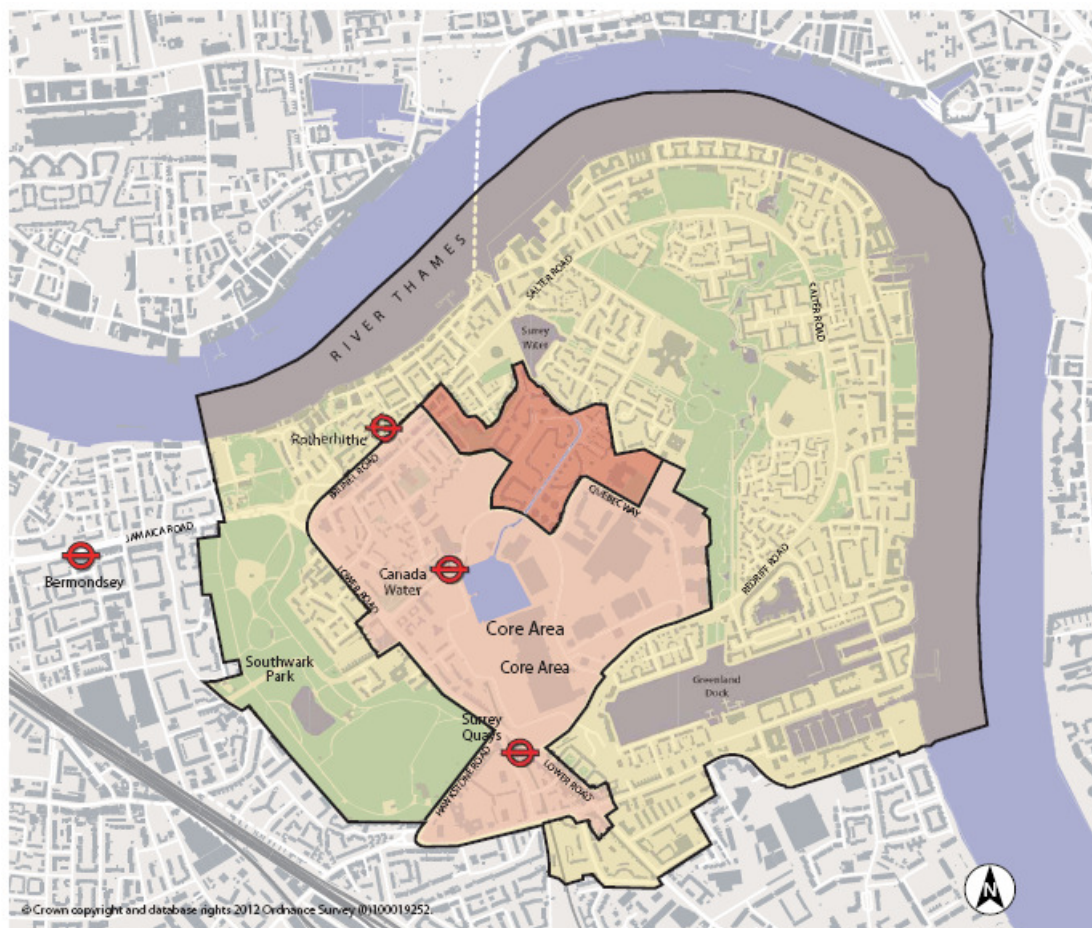 RIVER THAMES
SALTER ROAD
SALTER ROAD
Surrey
Water
Rotherhithe
BRUNEL ROAD
QUEBEC WAY
JAMAICA ROAD
Bermondsey
LOWER ROAD
Canada
Water
REDRIFF ROAD
Core Area
Core Area
Southwark
Park
Greenland
Dock
Surrey
Quays
HAWKSTONE ROAD
LOWER ROAD
N
© Crown copyright and database rights 2012 Ordnance Survey (0)100019252.